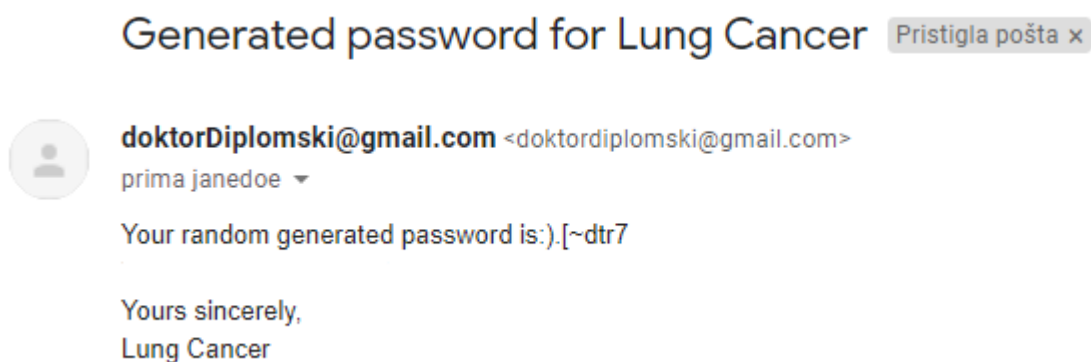 Generated password for Lung Cancer Pristigla pošta ×
doktorDiplomski@gmail.com <doktordiplomski@gmail.com>
prima janedoe
Your random generated password is:).[~dtr7
Yours sincerely,
Lung Cancer